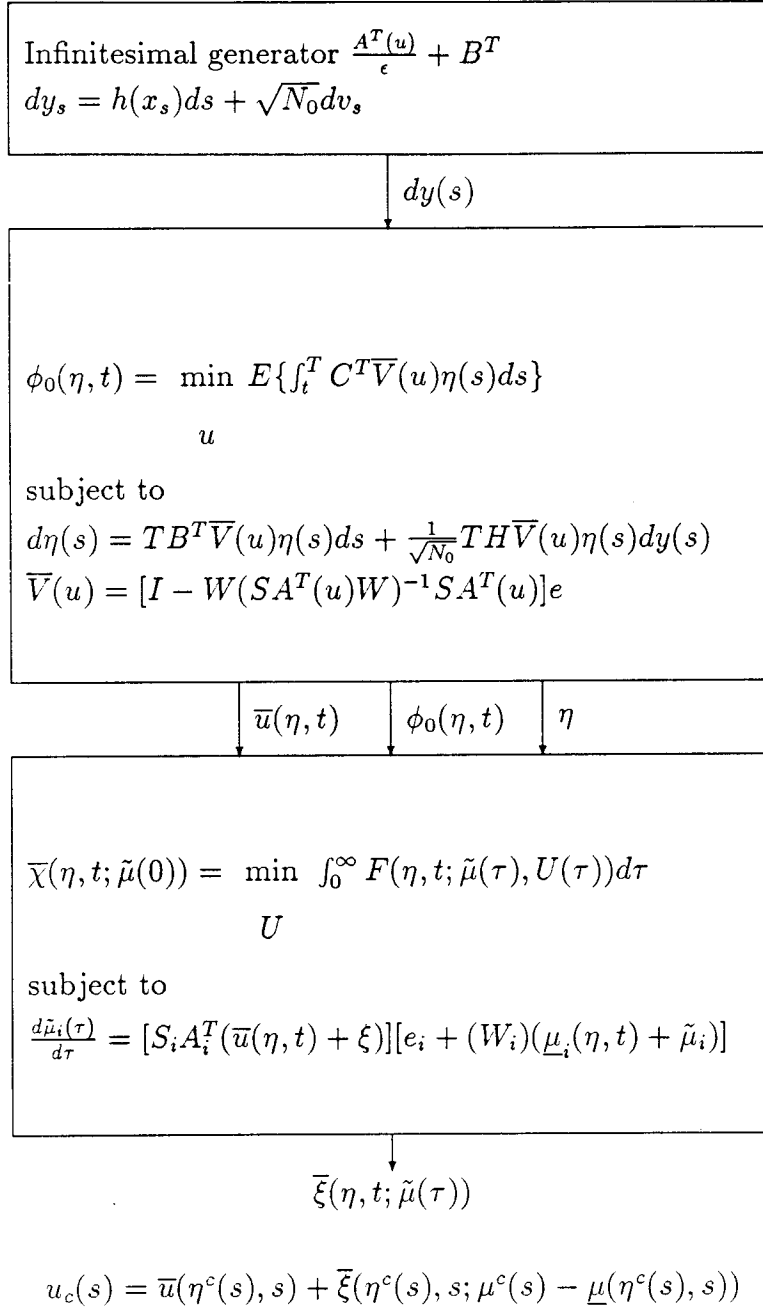 Infinitesimal generator $\frac{A^T(u)}{\epsilon} + B^T$
$dy_s = h(x_s)ds + \sqrt{N_0}dv_s$
$dy(s)$
$\phi_0(\eta, t) = \min E\{\int_t^T C^T \overline{V}(u)\eta(s)ds\}$
$u$
subject to
$d\eta(s) = TB^T\overline{V}(u)\eta(s)ds + \frac{1}{\sqrt{N_0}}TH\overline{V}(u)\eta(s)dy(s)$
$\overline{V}(u) = [I - W(SA^T(u)W)^{-1}SA^T(u)]e$
$\overline{u}(\eta, t)$ $\phi_0(\eta, t)$ $\eta$
$\overline{\chi}(\eta, t; \tilde{\mu}(0)) = \min \int_0^\infty F(\eta, t; \tilde{\mu}(\tau), U(\tau))d\tau$
$U$
subject to
$\frac{d\tilde{\mu}_i(\tau)}{d\tau} = [S_iA_i^T(\overline{u}(\eta, t) + \xi)][e_i + (W_i)(\underline{\mu}_i(\eta, t) + \tilde{\mu}_i)]$
$\overline{\xi}(\eta, t; \tilde{\mu}(\tau))$
$u_c(s) = \overline{u}(\eta^c(s), s) + \overline{\xi}(\eta^c(s), s; \mu^c(s) - \underline{\mu}(\eta^c(s), s))$